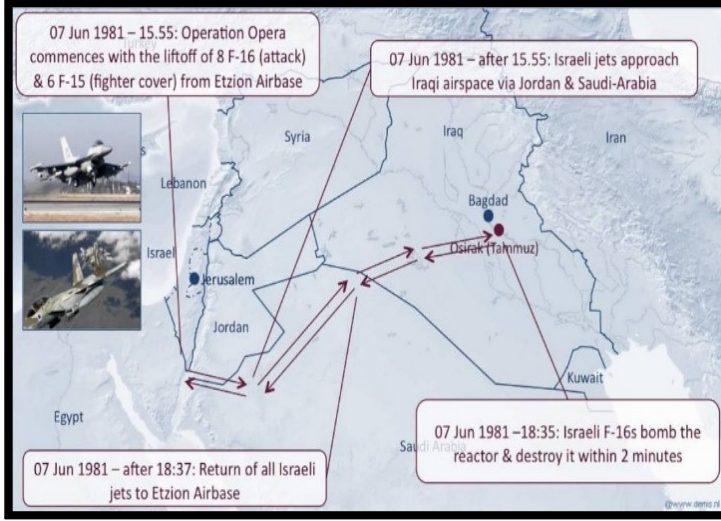 07 Jun 1981 – 15.55: Operation Opera
commences with the liftoff of 8 F-16 (attack)
& 6 F-15 (fighter cover) from Etzion Airbase
07 Jun 1981 – after 15.55: Israeli jets approach
Iraqi airspace via Jordan & Saudi-Arabia
Syria
Iraq
Iran
Lebanon
Bagdad
Israel
Osirak (Tammuz)
Jerusalem
Jordan
Kuwait
Egypt
Saudi Arabia
07 Jun 1981 –18:35: Israeli F-16s bomb the
reactor & destroy it within 2 minutes
07 Jun 1981 – after 18:37: Return of all Israeli
jets to Etzion Airbase
@www.denis.nl